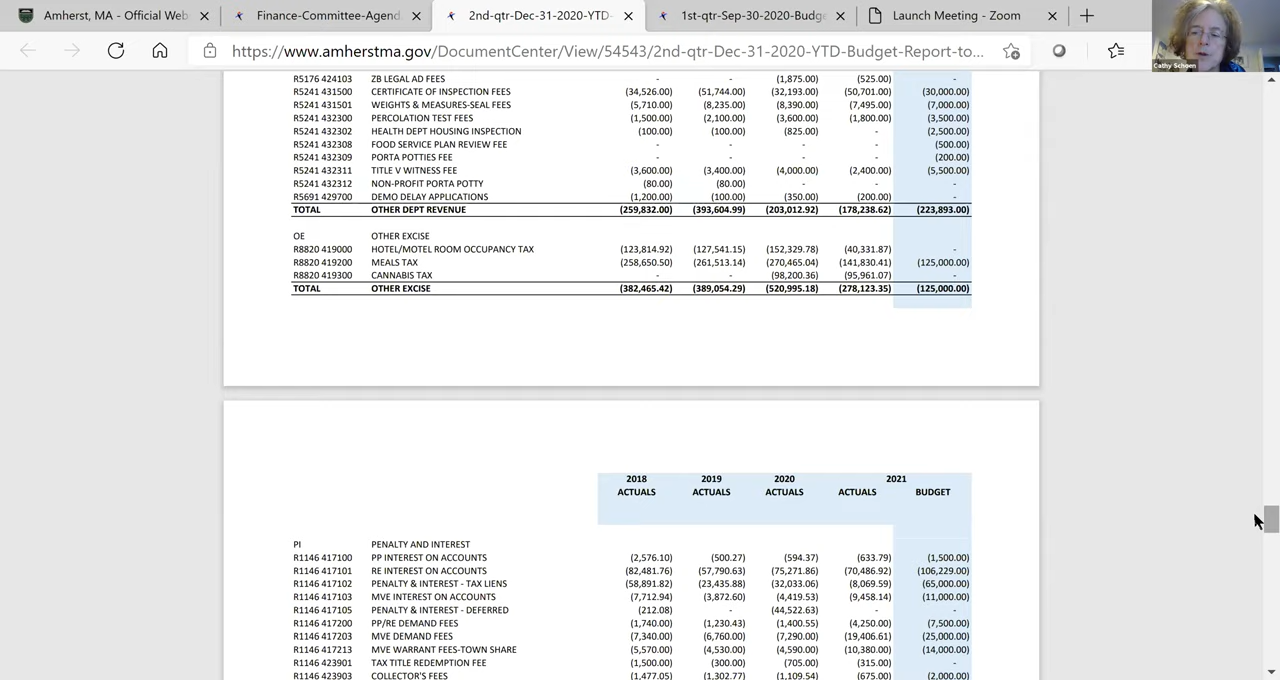 Amherst, MA - Official Web
Finance-Committee-Agend
2nd-qtr-Dec-31-2020-YTD-
1st-qtr-Sep-30-2020-Budge
Launch Meeting - Zoom
https://www.amherstma.gov/DocumentCenter/View/54543/2nd-qtr-Dec-31-2020-YTD-Budget-Report-to...
Cathy Schoen
R5176 424103 ZB LEGAL AD FEES - - (1,875.00) (525.00) -
R5241 431500 CERTIFICATE OF INSPECTION FEES (34,526.00) (51,744.00) (32,193.00) (50,701.00) (30,000.00)
R5241 431501 WEIGHTS & MEASURES-SEAL FEES (5,710.00) (8,235.00) (8,390.00) (7,495.00) (7,000.00)
R5241 432300 PERCOLATION TEST FEES (1,500.00) (2,100.00) (3,600.00) (1,800.00) (3,500.00)
R5241 432302 HEALTH DEPT HOUSING INSPECTION (100.00) (100.00) (825.00) - (2,500.00)
R5241 432308 FOOD SERVICE PLAN REVIEW FEE - - - - (500.00)
R5241 432309 PORTA POTTIES FEE - - - - (200.00)
R5241 432311 TITLE V WITNESS FEE (3,600.00) (3,400.00) (4,000.00) (2,400.00) (5,500.00)
R5241 432312 NON-PROFIT PORTA POTTY (80.00) (80.00) - - -
R5691 429700 DEMO DELAY APPLICATIONS (1,200.00) (100.00) (350.00) (200.00) -
TOTAL OTHER DEPT REVENUE (259,832.00) (393,604.99) (203,012.92) (178,238.62) (223,893.00)
OE OTHER EXCISE
R8820 419000 HOTEL/MOTEL ROOM OCCUPANCY TAX (123,814.92) (127,541.15) (152,329.78) (40,331.87) -
R8820 419200 MEALS TAX (258,650.50) (261,513.14) (270,465.04) (141,830.41) (125,000.00)
R8820 419300 CANNABIS TAX - - (98,200.36) (95,961.07) -
TOTAL OTHER EXCISE (382,465.42) (389,054.29) (520,995.18) (278,123.35) (125,000.00)
2018 2019 2020 2021
ACTUALS ACTUALS ACTUALS ACTUALS BUDGET
PI PENALTY AND INTEREST
R1146 417100 PP INTEREST ON ACCOUNTS (2,576.10) (500.27) (594.37) (633.79) (1,500.00)
R1146 417101 RE INTEREST ON ACCOUNTS (82,481.76) (57,790.63) (75,271.86) (70,486.92) (106,229.00)
R1146 417102 PENALTY & INTEREST - TAX LIENS (58,891.82) (23,435.88) (32,033.06) (8,069.59) (65,000.00)
R1146 417103 MVE INTEREST ON ACCOUNTS (7,712.94) (3,872.60) (4,419.53) (9,458.14) (11,000.00)
R1146 417105 PENALTY & INTEREST - DEFERRED (212.08) - (44,522.63) - -
R1146 417200 PP/RE DEMAND FEES (1,740.00) (1,230.43) (1,400.55) (4,250.00) (7,500.00)
R1146 417203 MVE DEMAND FEES (7,340.00) (6,760.00) (7,290.00) (19,406.61) (25,000.00)
R1146 417213 MVE WARRANT FEES-TOWN SHARE (5,570.00) (4,530.00) (4,590.00) (10,380.00) (14,000.00)
R1146 423901 TAX TITLE REDEMPTION FEE (1,500.00) (300.00) (705.00) (315.00) -
R1146 423903 COLLECTOR'S FEES (1,477.05) (1,302.77) (1,109.54) (675.00) (2,000.00)